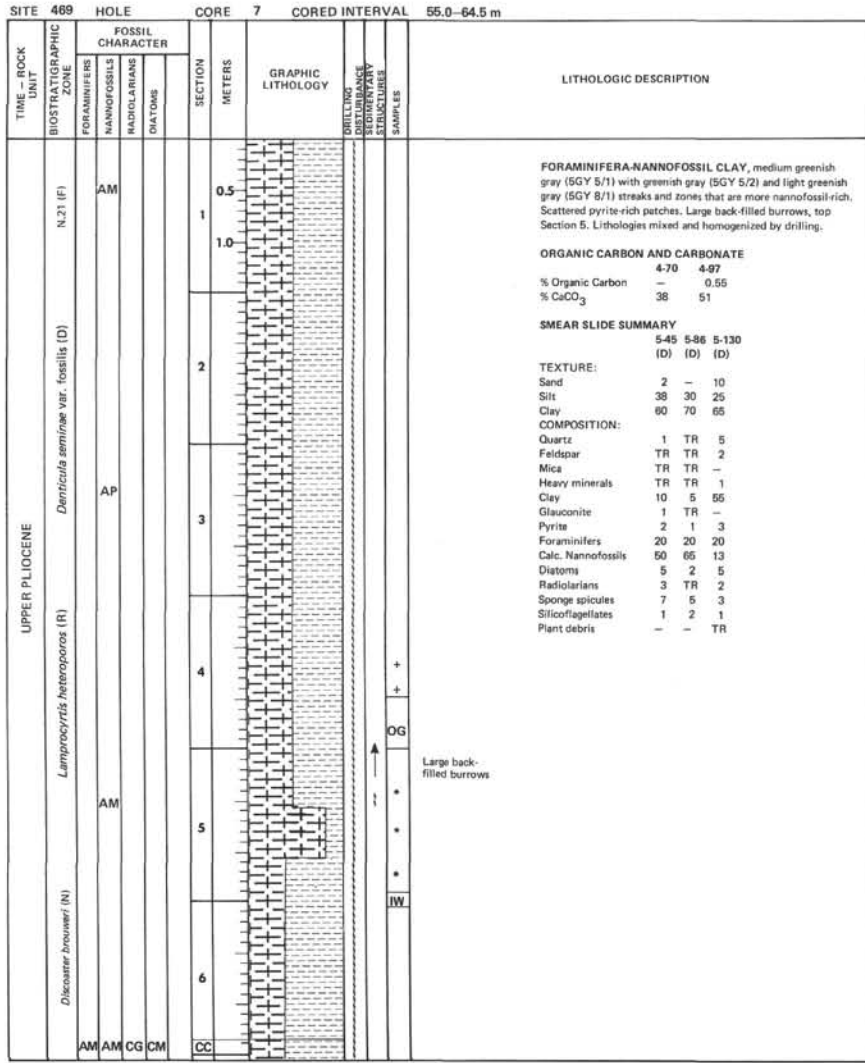 SITE 469 HOLE CORE 7 CORED INTERVAL 55.0–64.5 m
TIME – ROCK UNIT
BIOSTRATIGRAPHIC ZONE
FOSSIL CHARACTER
FORAMINIFERS
NANNOFOSSILS
RADIOLARIANS
DIATOMS
SECTION
METERS
GRAPHIC LITHOLOGY
DRILLING DISTURBANCE
SEDIMENTARY STRUCTURES
SAMPLES
LITHOLOGIC DESCRIPTION
UPPER PLIOCENE
N.21 (F)
Denticula seminae var. fossilis (D)
Lamprocyrtis heteroporos (R)
Discoaster brouweri (N)
AM
AP
AM
AM AM CG CM
1
0.5
1.0
2
3
4
5
6
CC
+
+
OG
*
*
*
IW
Large back-
filled burrows
FORAMINIFERA-NANNOFOSSIL CLAY, medium greenish
gray (5GY 5/1) with greenish gray (5GY 5/2) and light greenish
gray (5GY 8/1) streaks and zones that are more nannofossil-rich.
Scattered pyrite-rich patches. Large back-filled burrows, top
Section 5. Lithologies mixed and homogenized by drilling.
ORGANIC CARBON AND CARBONATE
4-70 4-97
% Organic Carbon – 0.55
% CaCO3 38 51
SMEAR SLIDE SUMMARY
5-45 5-86 5-130
(D) (D) (D)
TEXTURE:
Sand 2 – 10
Silt 38 30 25
Clay 60 70 65
COMPOSITION:
Quartz 1 TR 5
Feldspar TR TR 2
Mica TR TR –
Heavy minerals TR TR 1
Clay 10 5 55
Glauconite 1 TR –
Pyrite 2 1 3
Foraminifers 20 20 20
Calc. Nannofossils 50 65 13
Diatoms 5 2 5
Radiolarians 3 TR 2
Sponge spicules 7 5 3
Silicoflagellates 1 2 1
Plant debris – – TR